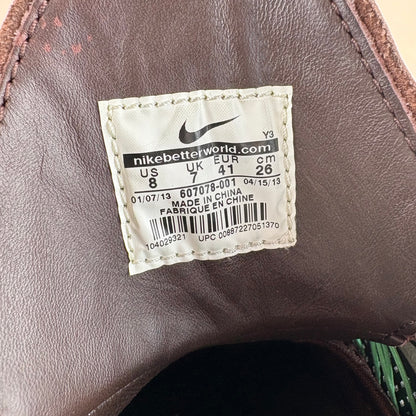 Y3
nikebetterworld.com
US UK EUR cm
8 7 41 26
01/07/13 607078-001 04/15/13
MADE IN CHINA
FABRIQUE EN CHINE
104029321 UPC 00887227051370